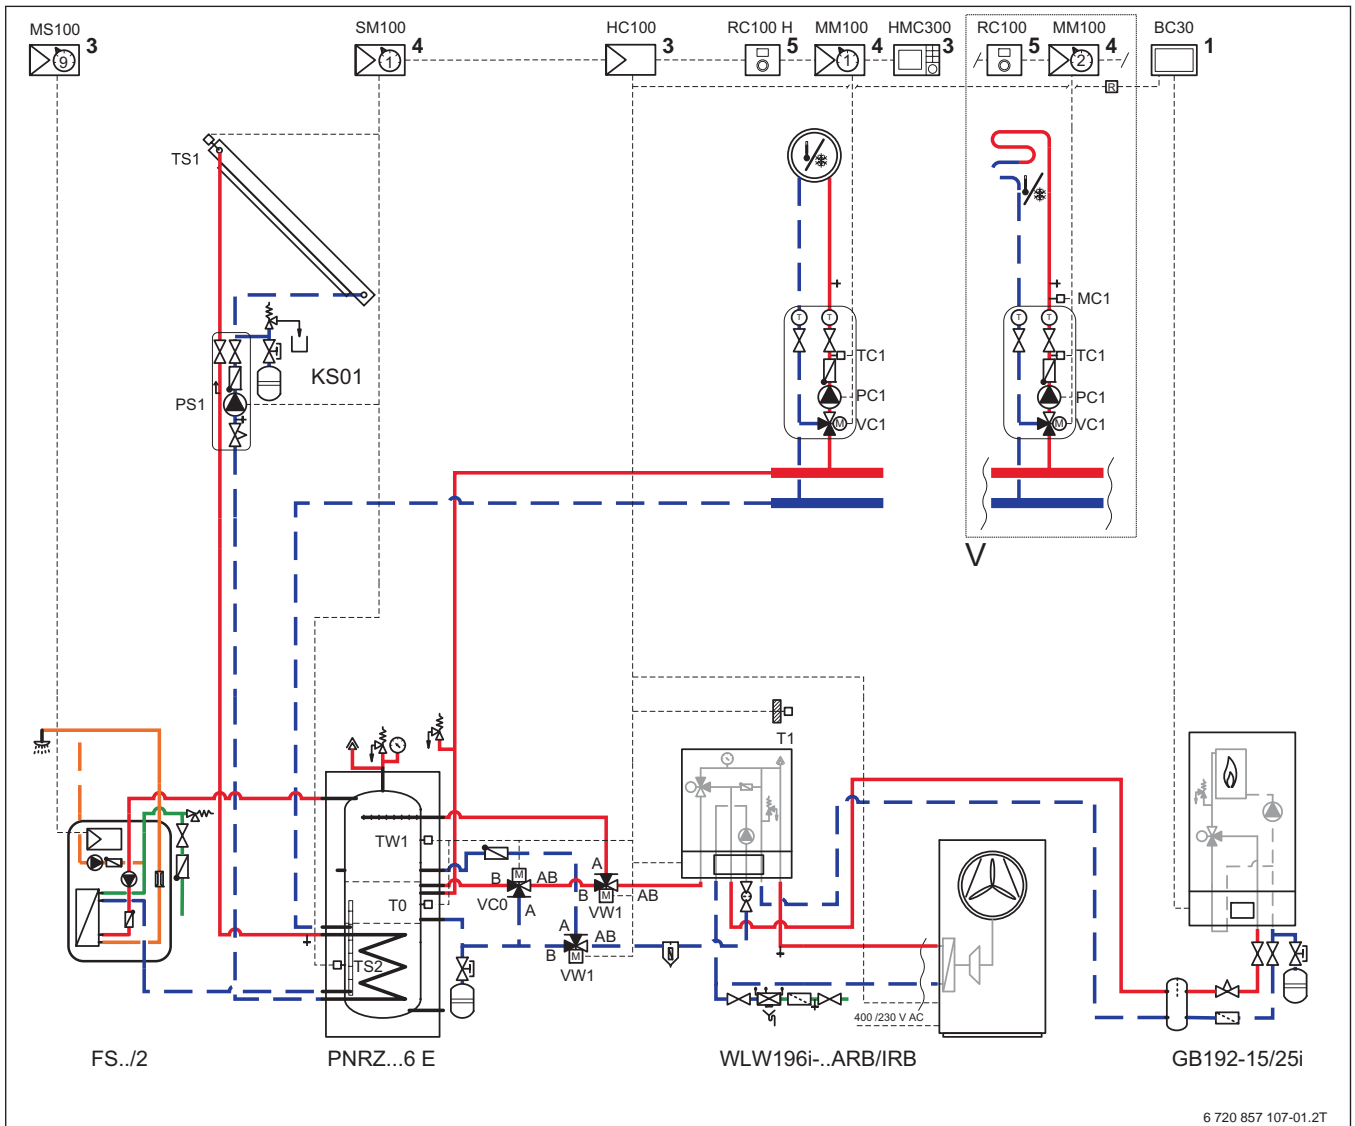 MS100 3
SM100 4
HC100 3
RC100 H 5
MM100 4
HMC300 3
RC100 5
MM100 4
BC30 1
9
1
1
2
R
TS1
MC1
T T T T
KS01
TC1 TC1
PS1
PC1 PC1
M VC1 M VC1
V
T1
TW1
A
B M AB B M AB
T0 VC0 A VW1
A AB
TS2 B M
VW1
400 /230 V AC
FS../2
PNRZ...6 E
WLW196i-..ARB/IRB
GB192-15/25i
6 720 857 107-01.2T